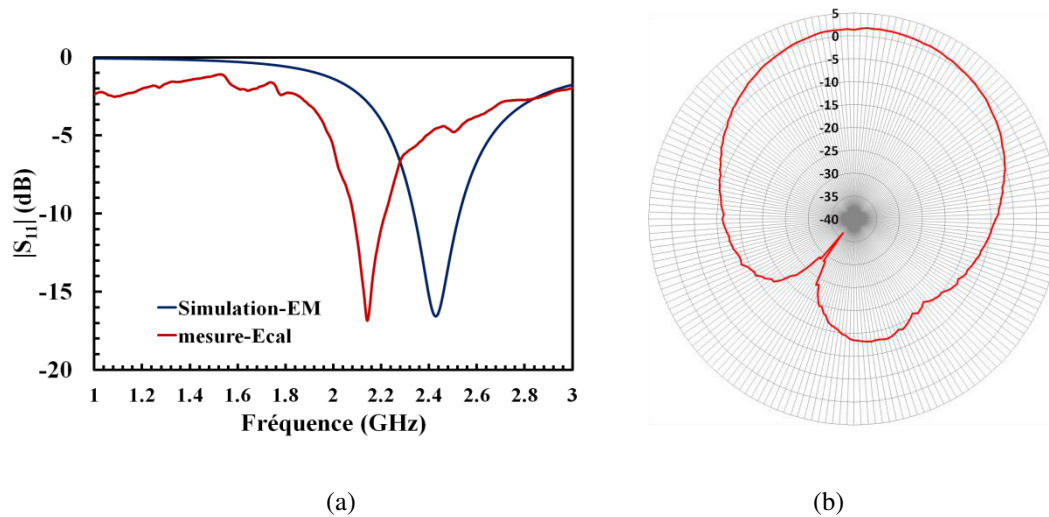 0
-5
-10
-15
-20
|S11| (dB)
Simulation-EM
mesure-Ecal
1 1.2 1.4 1.6 1.8 2 2.2 2.4 2.6 2.8 3
Fréquence (GHz)
5
0
-5
-10
-15
-20
-25
-30
-35
-40
(a) (b)